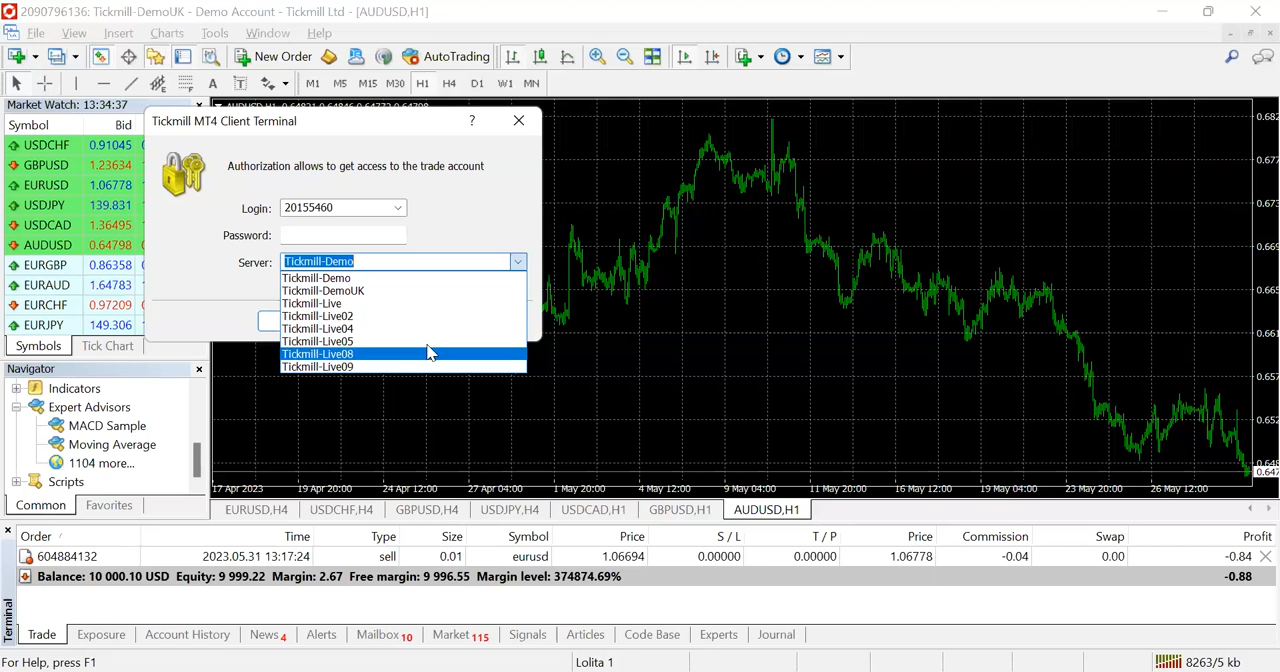 2090796136: Tickmill-DemoUK - Demo Account - Tickmill Ltd - [AUDUSD,H1]
File View Insert Charts Tools Window Help
New Order AutoTrading
A T M1 M5 M15 M30 H1 H4 D1 W1 MN
Market Watch: 13:34:37
Symbol Bid
USDCHF 0.91045
GBPUSD 1.23634
EURUSD 1.06778
USDJPY 139.831
USDCAD 1.36495
AUDUSD 0.64798
EURGBP 0.86358
EURAUD 1.64783
EURCHF 0.97209
EURJPY 149.306
Symbols Tick Chart
Tickmill MT4 Client Terminal
Authorization allows to get access to the trade account
Login: 20155460
Password:
Server: Tickmill-Demo
Tickmill-Demo
Tickmill-DemoUK
Tickmill-Live
Tickmill-Live02
Tickmill-Live04
Tickmill-Live05
Tickmill-Live08
Tickmill-Live09
Navigator
Indicators
Expert Advisors
MACD Sample
Moving Average
1104 more...
Scripts
Common Favorites
17 Apr 2023 19 Apr 20:00 24 Apr 12:00 27 Apr 04:00 1 May 20:00 4 May 12:00 9 May 04:00 11 May 20:00 16 May 12:00 19 May 04:00 23 May 20:00 26 May 12:00
EURUSD,H4 USDCHF,H4 GBPUSD,H4 USDJPY,H4 USDCAD,H1 GBPUSD,H1 AUDUSD,H1
Order Time Type Size Symbol Price S / L T / P Price Commission Swap Profit
604884132 2023.05.31 13:17:24 sell 0.01 eurusd 1.06694 0.00000 0.00000 1.06778 -0.04 0.00 -0.84
Balance: 10 000.10 USD Equity: 9 999.22 Margin: 2.67 Free margin: 9 996.55 Margin level: 374874.69% -0.88
Terminal
Trade Exposure Account History News 4 Alerts Mailbox 10 Market 115 Signals Articles Code Base Experts Journal
For Help, press F1 Lolita 1 8263/5 kb